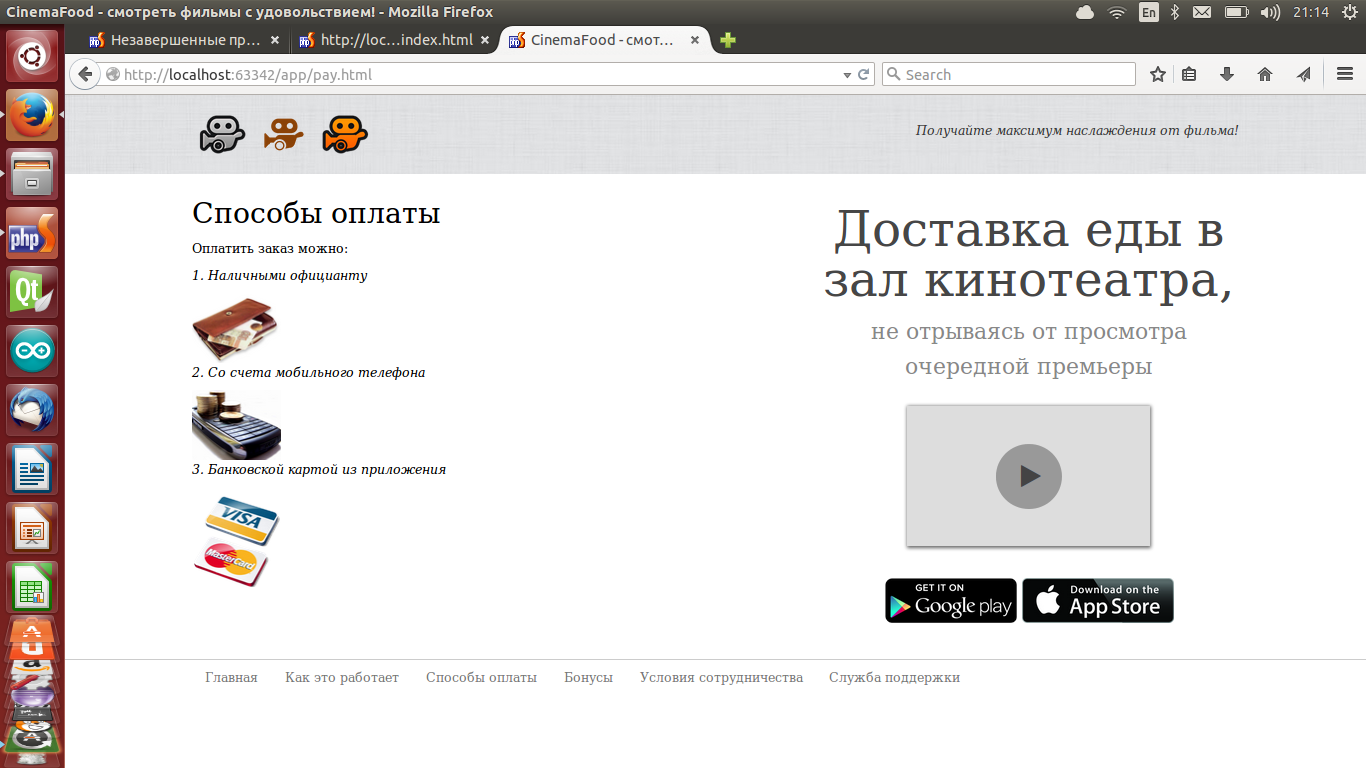 CinemaFood - смотреть фильмы с удовольствием! - Mozilla Firefox
En
21:14
Незавершенные пр...
http://loc...index.html
CinemaFood - смот...
http://localhost:63342/app/pay.html
Search
Получайте максимум наслаждения от фильма!
Способы оплаты
Оплатить заказ можно:
1. Наличными официанту
2. Со счета мобильного телефона
3. Банковской картой из приложения
VISA
MasterCard
Доставка еды в
зал кинотеатра,
не отрываясь от просмотра
очередной премьеры
GET IT ON
Google play
Download on the
App Store
Главная
Как это работает
Способы оплаты
Бонусы
Условия сотрудничества
Служба поддержки
php
Qt